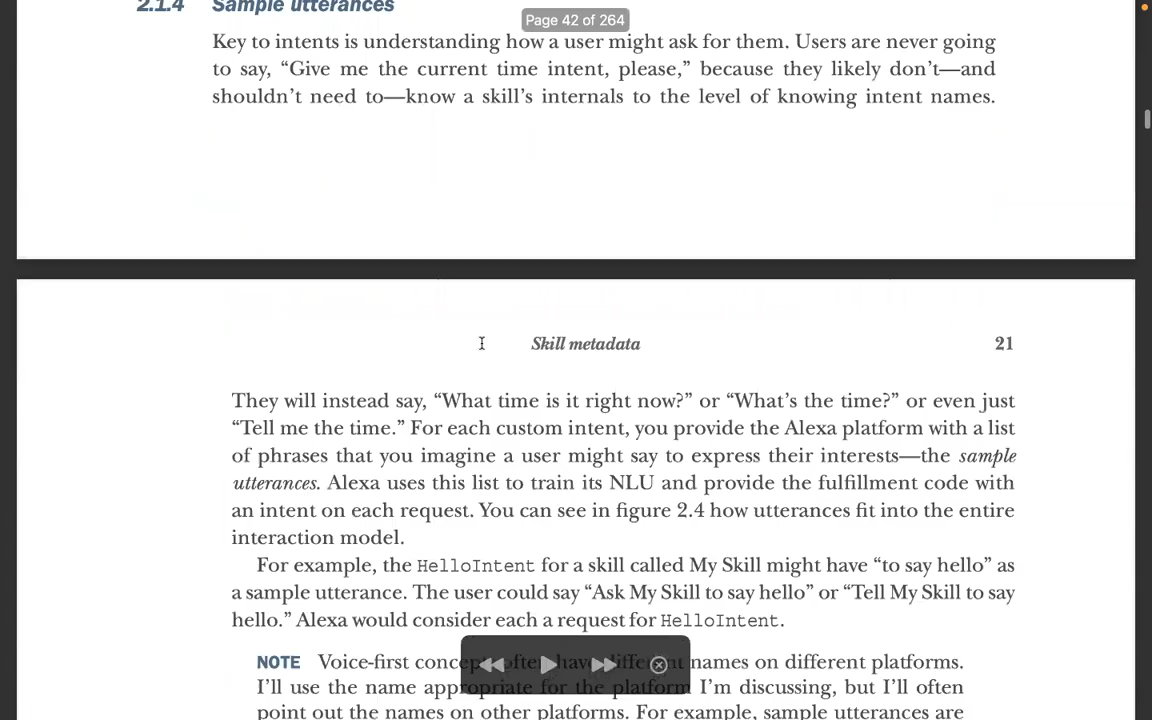 2.1.4 Sample utterances
Page 42 of 264
Key to intents is understanding how a user might ask for them. Users are never going
to say, “Give me the current time intent, please,” because they likely don’t—and
shouldn’t need to—know a skill’s internals to the level of knowing intent names.
Skill metadata 21
They will instead say, “What time is it right now?” or “What’s the time?” or even just
“Tell me the time.” For each custom intent, you provide the Alexa platform with a list
of phrases that you imagine a user might say to express their interests—the sample
utterances. Alexa uses this list to train its NLU and provide the fulfillment code with
an intent on each request. You can see in figure 2.4 how utterances fit into the entire
interaction model.
For example, the HelloIntent for a skill called My Skill might have “to say hello” as
a sample utterance. The user could say “Ask My Skill to say hello” or “Tell My Skill to say
hello.” Alexa would consider each a request for HelloIntent.
NOTE Voice-first concepts often have different names on different platforms.
I’ll use the name appropriate for the platform I’m discussing, but I’ll often
point out the names on other platforms. For example, sample utterances are